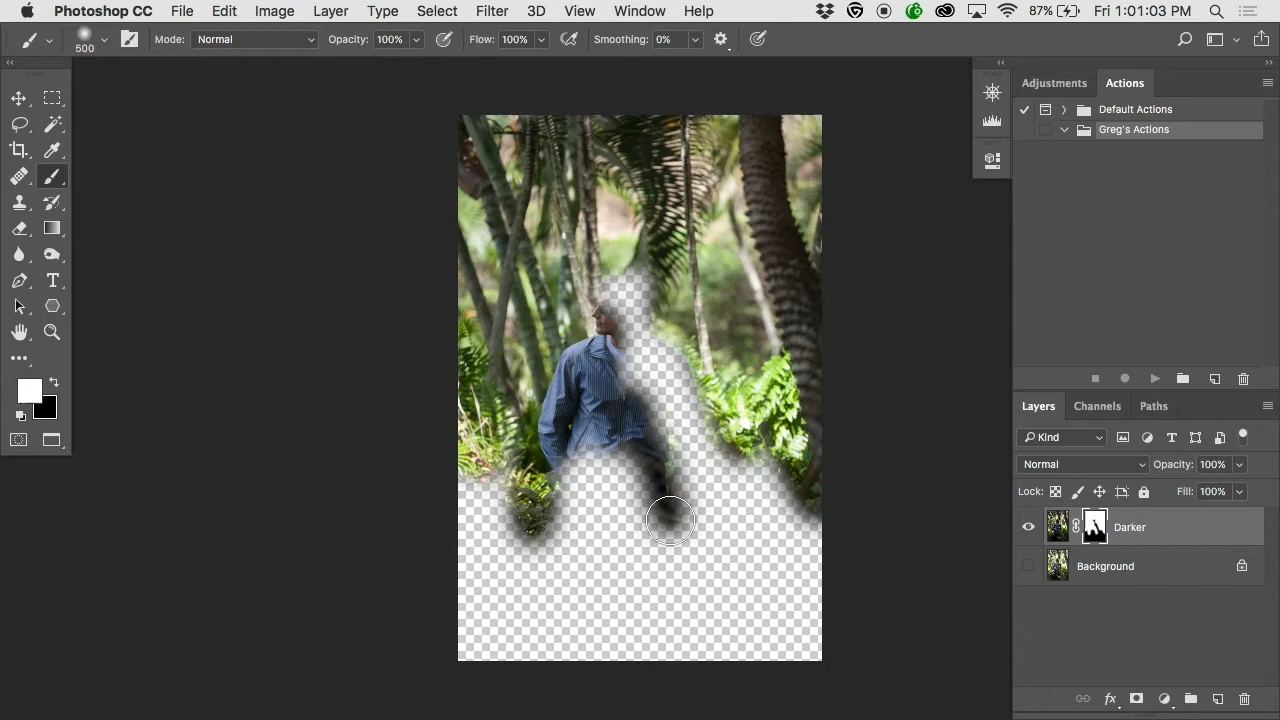 Photoshop CC File Edit Image Layer Type Select Filter 3D View Window Help 87% Fri 1:01:03 PM
500 Mode: Normal Opacity: 100% Flow: 100% Smoothing: 0%
Adjustments Actions
Default Actions
Greg's Actions
Layers Channels Paths
Kind
Normal Opacity: 100%
Lock: Fill: 100%
Darker
Background